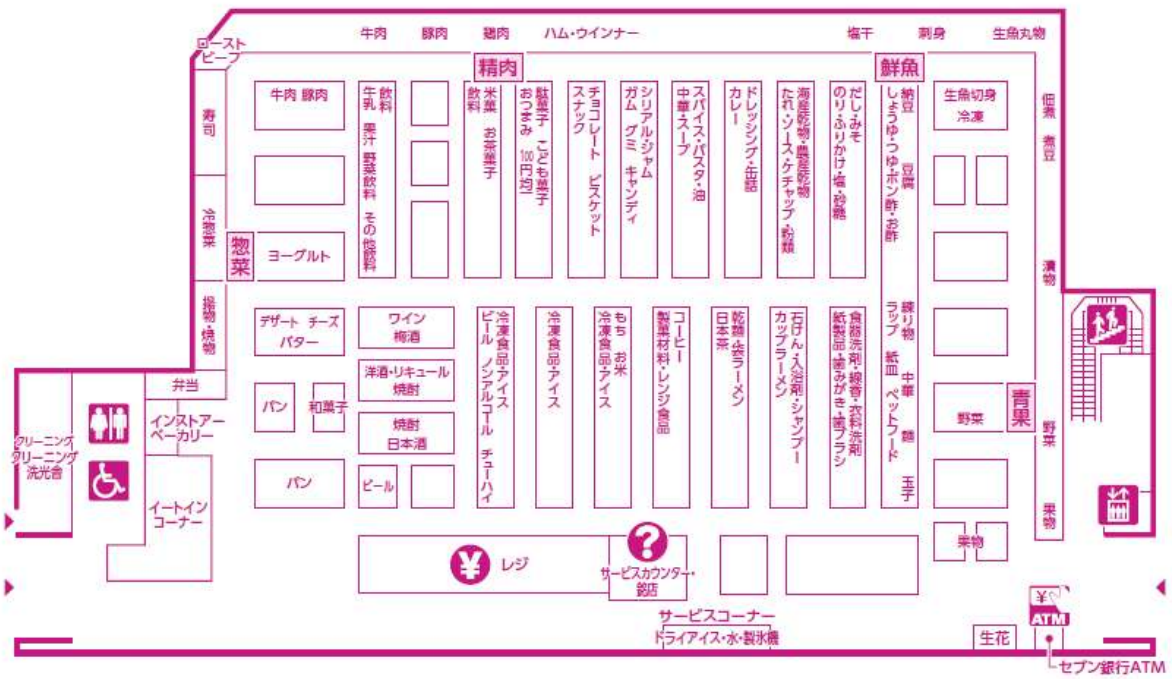 牛肉
豚肉
鶏肉
ハム・ウインナー
塩干
刺身
生魚丸物
ロースト
ビーフ
精肉
鮮魚
寿司
冷惣菜
惣菜
揚物・焼物
弁当
牛肉 豚肉
ヨーグルト
デザート チーズ
バター
パン
和菓子
パン
飲料
牛乳 果汁 野菜飲料 その他飲料
米菓 お茶菓子
飲料
駄菓子 こども菓子
おつまみ 100円均一
チョコレート ビスケット
スナック
シリアル・ジャム
ガム グミ キャンディ
スパイス・パスタ・油
中華・スープ
ドレッシング・缶詰
カレー
海産乾物・農産乾物
たれ・ソース・ケチャップ・粉類
だし・みそ
のり・ふりかけ・塩・砂糖
納豆 豆腐
しょうゆ・つゆ・ポン酢・お酢
生魚切身
冷凍
佃煮
煮豆
漬物
野菜
果物
ワイン
梅酒
洋酒・リキュール
焼酎
焼酎
日本酒
ビール
冷凍食品・アイス
ビール ノンアルコール チューハイ
冷凍食品・アイス
もち お米
冷凍食品・アイス
コーヒー
製菓材料・レンジ食品
乾麺・袋ラーメン
日本茶
石けん・入浴剤・シャンプー
カップラーメン
食器洗剤・線香・衣料洗剤
紙製品・歯みがき・歯ブラシ
練り物 中華 麺 玉子
ラップ 紙皿 ペットフード
野菜
青果
果物
クリーニング
クリーニング
洗光舎
インストアー
ベーカリー
イートイン
コーナー
¥
レジ
?
サービスカウンター・
銘店
サービスコーナー
ドライアイス・水・製氷機
生花
¥
ATM
セブン銀行ATM